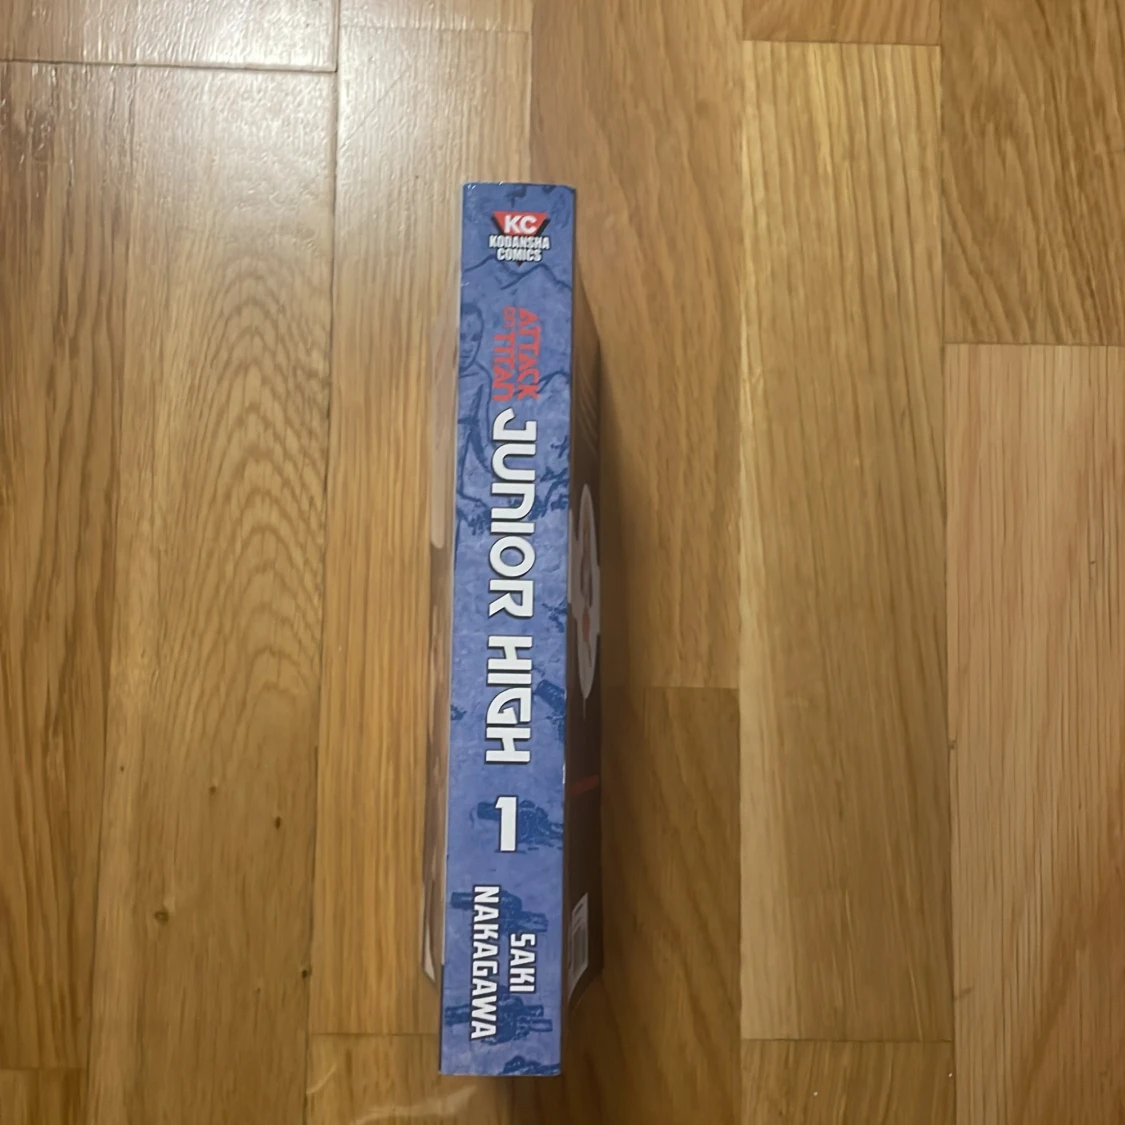 KC
KODANSHA
COMICS
ATTACK
ON TITAN
JUNIOR HIGH
1
SAKI
NAKAGAWA